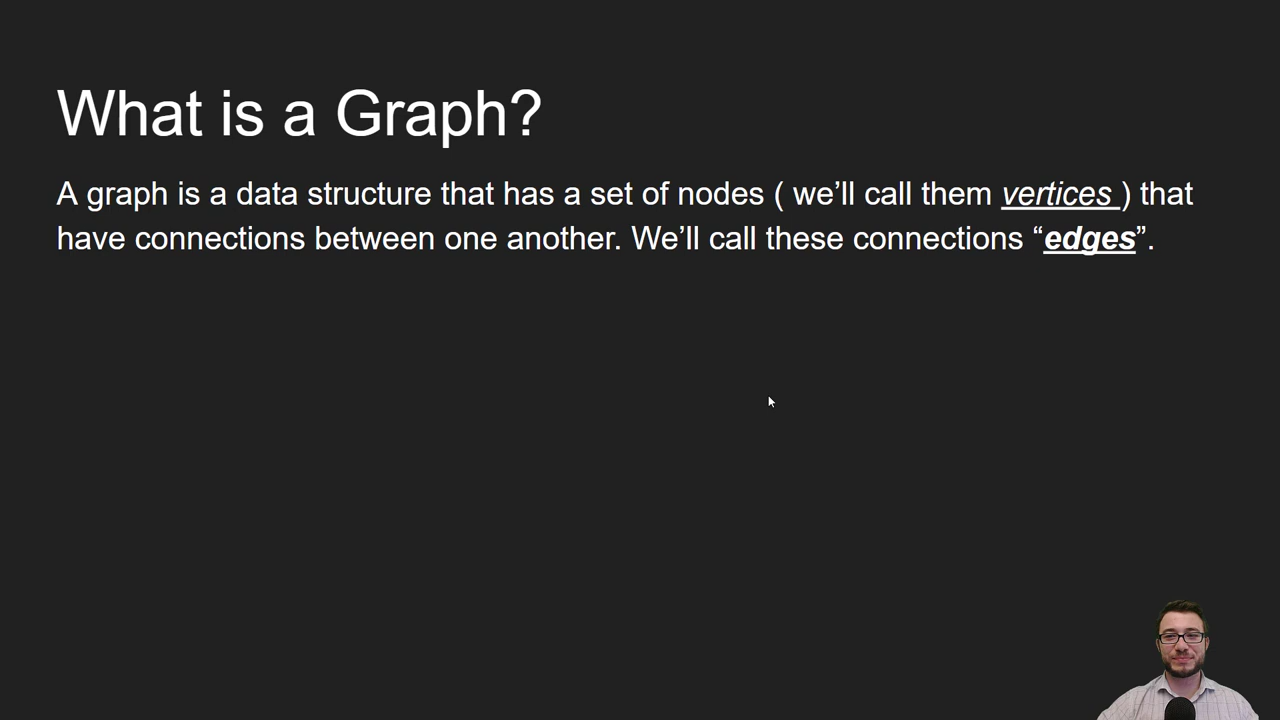 What is a Graph?
A graph is a data structure that has a set of nodes ( we’ll call them vertices ) that
have connections between one another. We’ll call these connections “edges”.